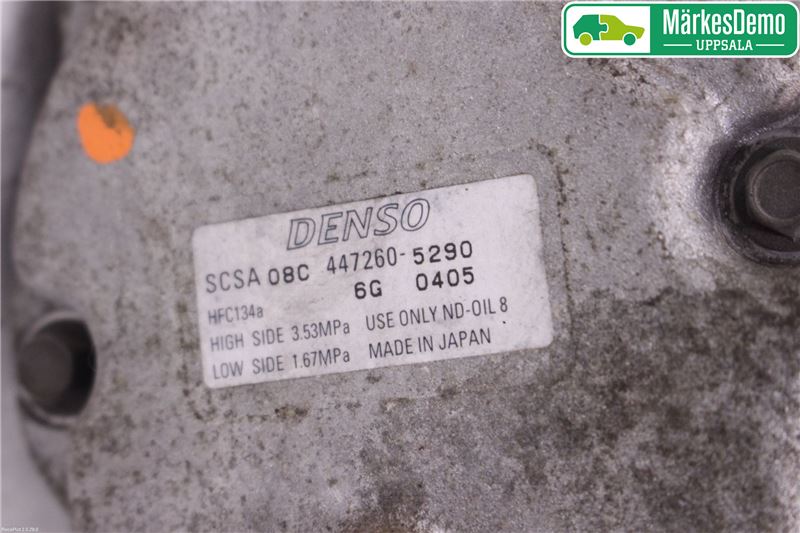 MärkesDemo
UPPSALA
DENSO
SCSA 08C 447260-5290
6G 0405
HFC134a
HIGH SIDE 3.53MPa USE ONLY ND-OIL 8
LOW SIDE 1.67MPa MADE IN JAPAN